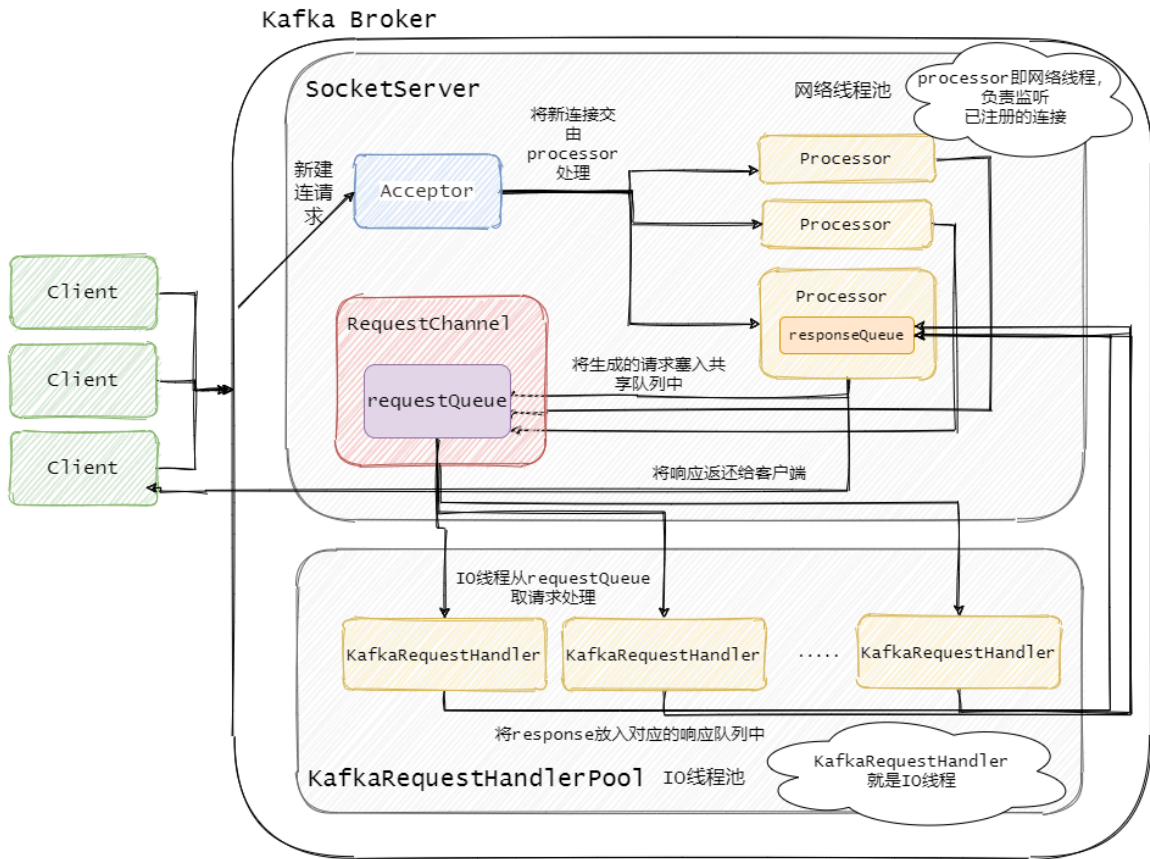 Kafka Broker
SocketServer
网络线程池
processor即网络线程,
负责监听
已注册的连接
将新连接交
由
processor
处理
新建
连请
求
Acceptor
Processor
Processor
Processor
responseQueue
Client
Client
Client
RequestChannel
requestQueue
将生成的请求塞入共
享队列中
将响应返还给客户端
IO线程从requestQueue
取请求处理
KafkaRequestHandler
KafkaRequestHandler
.....
KafkaRequestHandler
将response放入对应的响应队列中
KafkaRequestHandlerPool
IO线程池
KafkaRequestHandler
就是IO线程